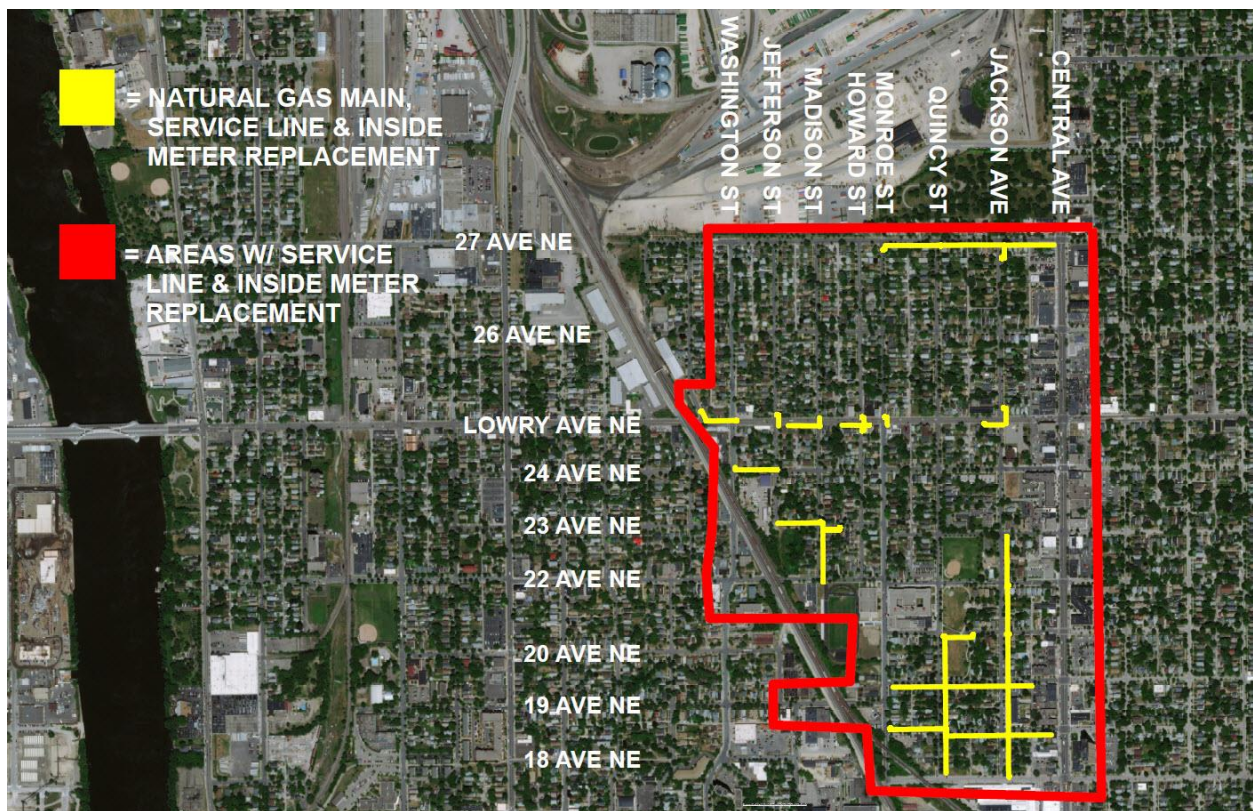 = NATURAL GAS MAIN,
SERVICE LINE & INSIDE
METER REPLACEMENT
= AREAS W/ SERVICE
LINE & INSIDE METER
REPLACEMENT
WASHINGTON ST
JEFFERSON ST
MADISON ST
HOWARD ST
MONROE ST
QUINCY ST
JACKSON AVE
CENTRAL AVE
27 AVE NE
26 AVE NE
LOWRY AVE NE
24 AVE NE
23 AVE NE
22 AVE NE
20 AVE NE
19 AVE NE
18 AVE NE